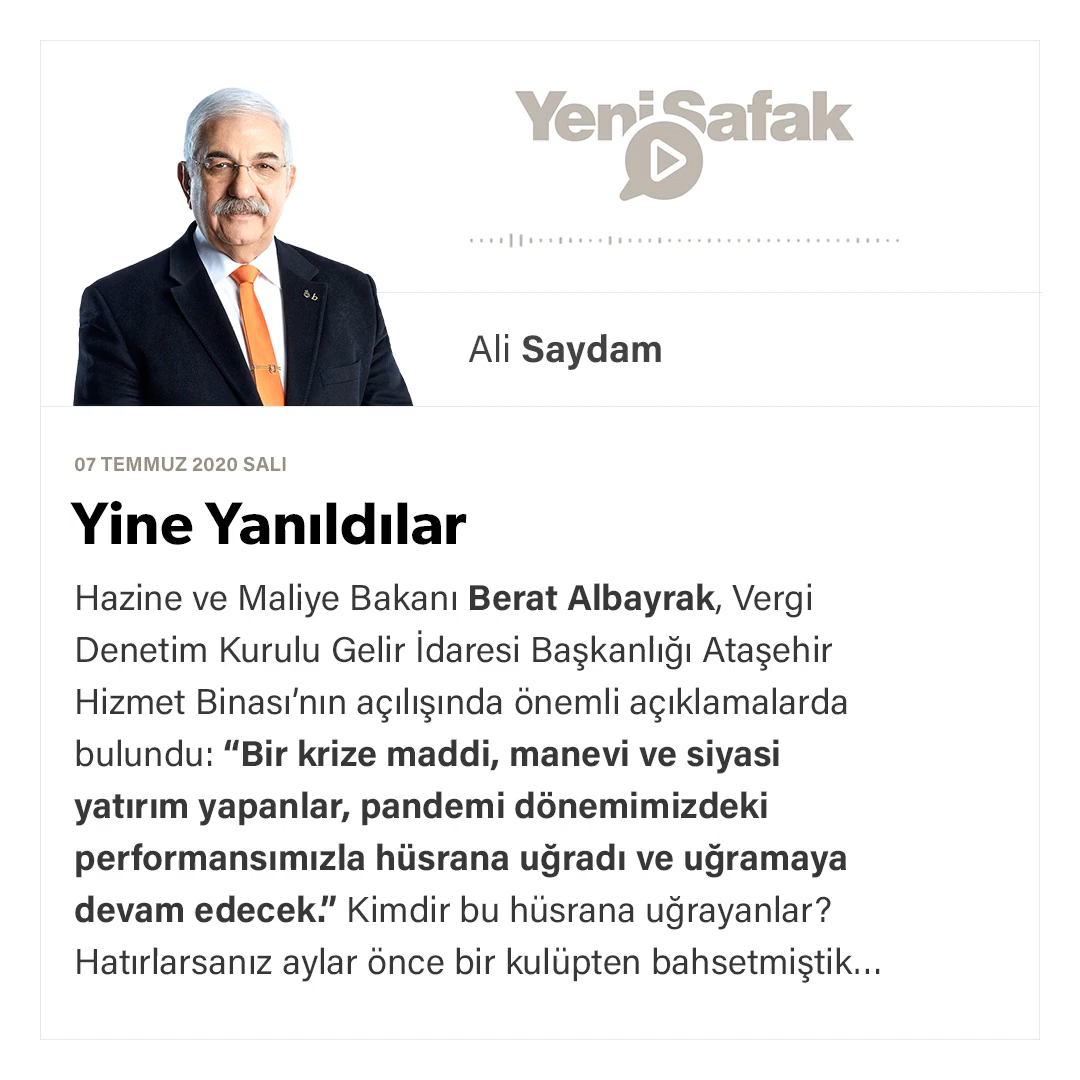 Yeni Safak
Ali Saydam
07 TEMMUZ 2020 SALI
Yine Yanıldılar
Hazine ve Maliye Bakanı Berat Albayrak, Vergi
Denetim Kurulu Gelir İdaresi Başkanlığı Ataşehir
Hizmet Binası’nın açılışında önemli açıklamalarda
bulundu: “Bir krize maddi, manevi ve siyasi
yatırım yapanlar, pandemi dönemimizdeki
performansımızla hüsrana uğradı ve uğramaya
devam edecek.” Kimdir bu hüsrana uğrayanlar?
Hatırlarsanız aylar önce bir kulüpten bahsetmiştik...